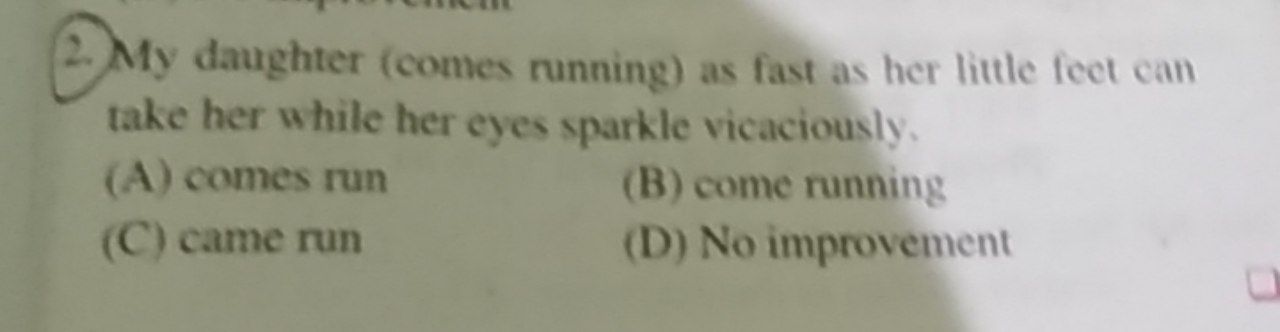 2. My daughter (comes running) as fast as her little feet can
take her while her eyes sparkle vicaciously.
(A) comes run (B) come running
(C) came run (D) No improvement